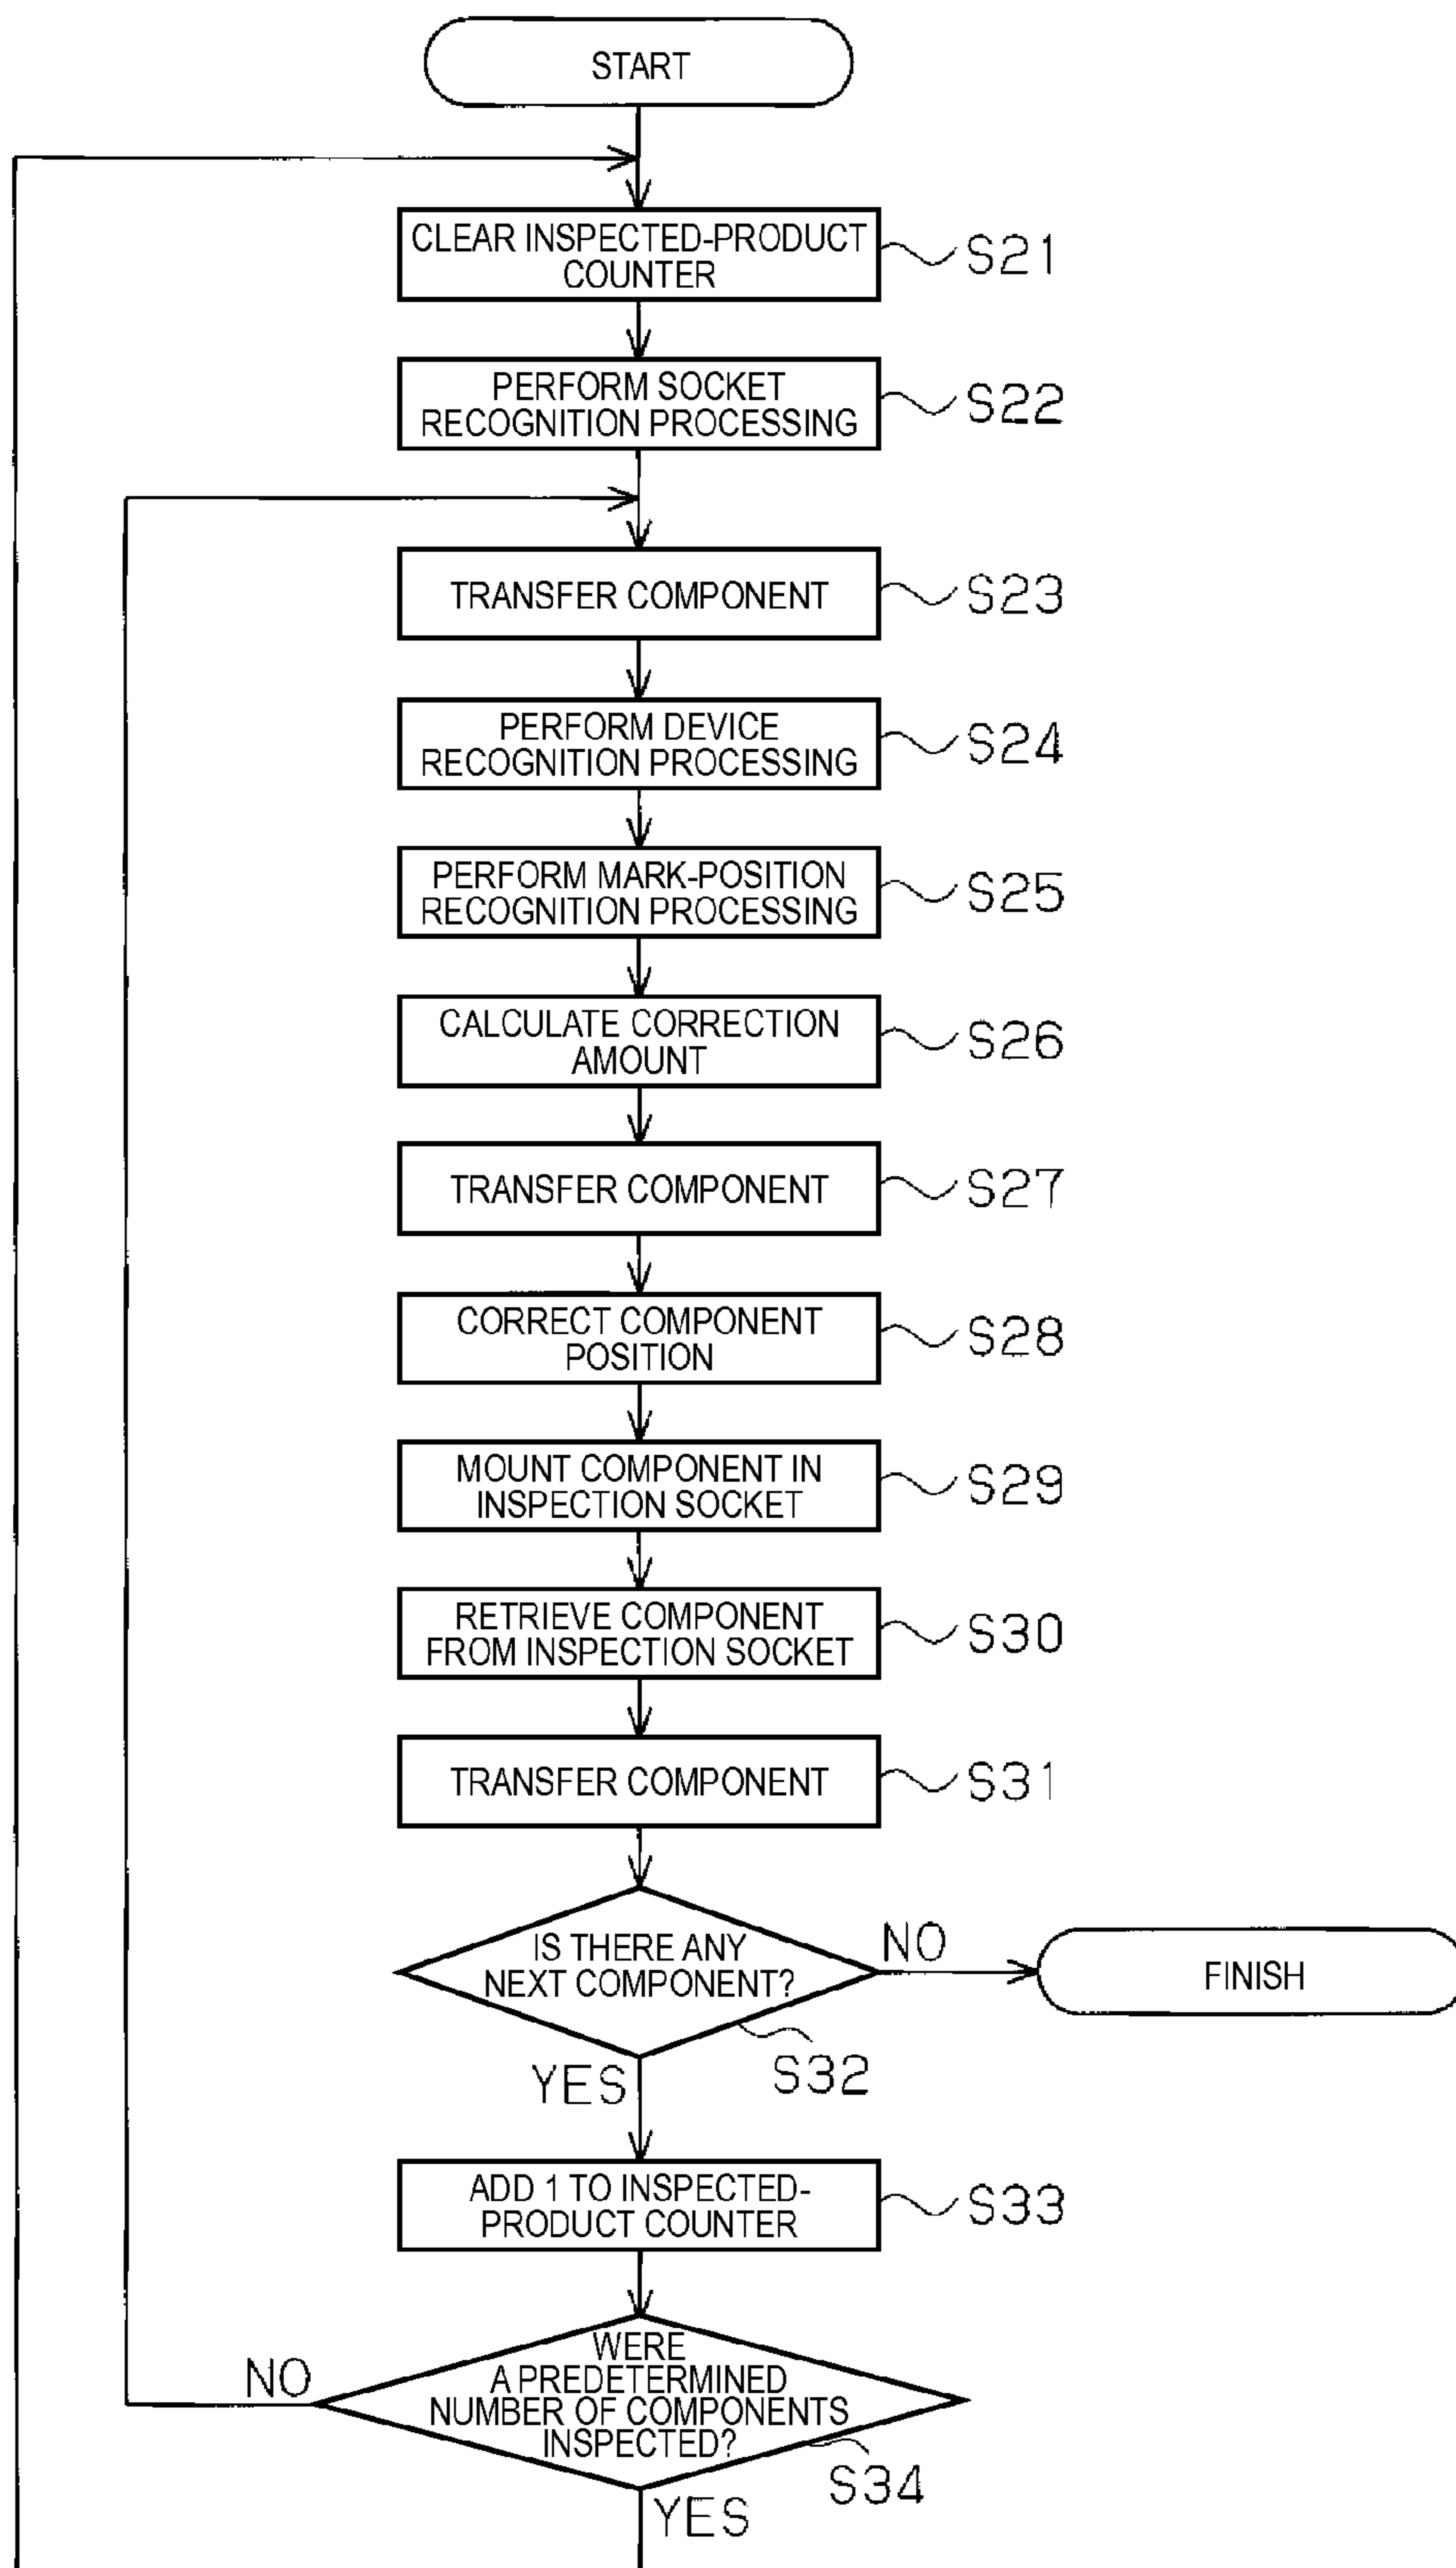 START
CLEAR INSPECTED-PRODUCT
COUNTER
S21
PERFORM SOCKET
RECOGNITION PROCESSING
S22
TRANSFER COMPONENT
S23
PERFORM DEVICE
RECOGNITION PROCESSING
S24
PERFORM MARK-POSITION
RECOGNITION PROCESSING
S25
CALCULATE CORRECTION
AMOUNT
S26
TRANSFER COMPONENT
S27
CORRECT COMPONENT
POSITION
S28
MOUNT COMPONENT IN
INSPECTION SOCKET
S29
RETRIEVE COMPONENT
FROM INSPECTION SOCKET
S30
TRANSFER COMPONENT
S31
IS THERE ANY
NEXT COMPONENT?
NO
FINISH
S32
YES
ADD 1 TO INSPECTED-
PRODUCT COUNTER
S33
WERE
A PREDETERMINED
NUMBER OF COMPONENTS
INSPECTED?
NO
S34
YES